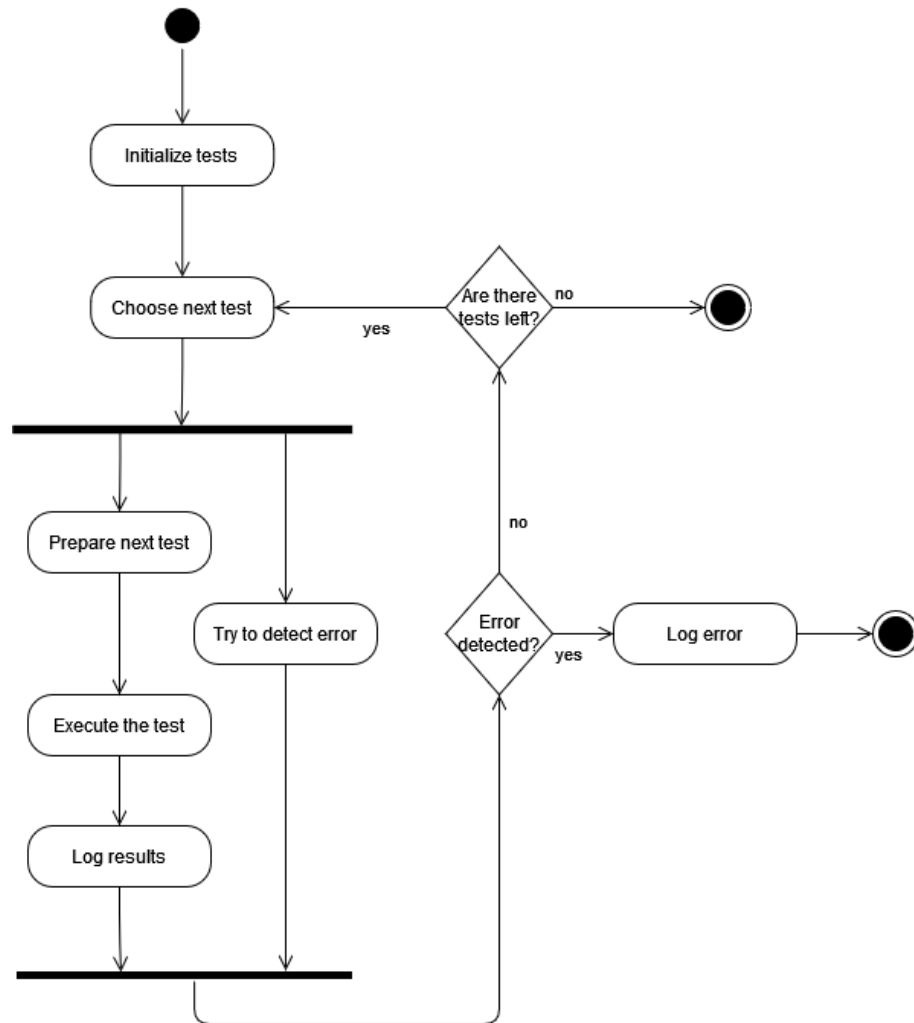 Initialize tests
Choose next test
Are there
tests left?
no
yes
Prepare next test
no
Try to detect error
Error
detected?
yes
Log error
Execute the test
Log results